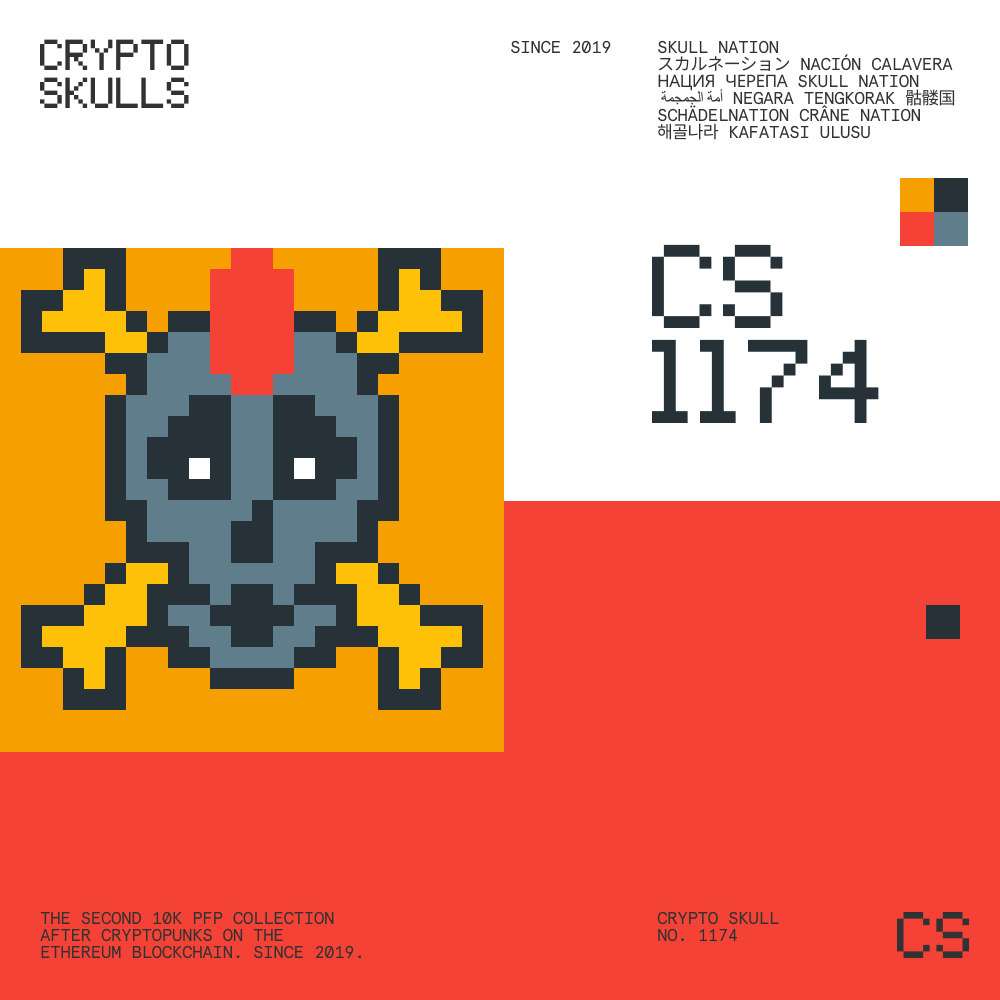 CRYPTO
SKULLS
SINCE 2019
SKULL NATION
スカルネーション NACIÓN CALAVERA
НАЦИЯ ЧЕРЕПА SKULL NATION
أمة الجمجمة NEGARA TENGKORAK 骷髅国
SCHÄDELNATION CRÂNE NATION
해골나라 KAFATASI ULUSU
CS
1174
THE SECOND 10K PFP COLLECTION
AFTER CRYPTOPUNKS ON THE
ETHEREUM BLOCKCHAIN. SINCE 2019.
CRYPTO SKULL
NO. 1174
CS